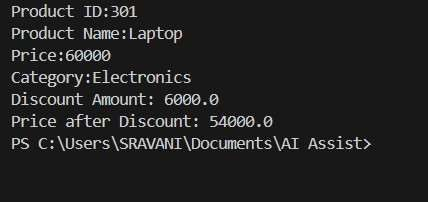 Product ID:301
Product Name:Laptop
Price:60000
Category:Electronics
Discount Amount: 6000.0
Price after Discount: 54000.0
PS C:\Users\SRAVANI\Documents\AI Assist>